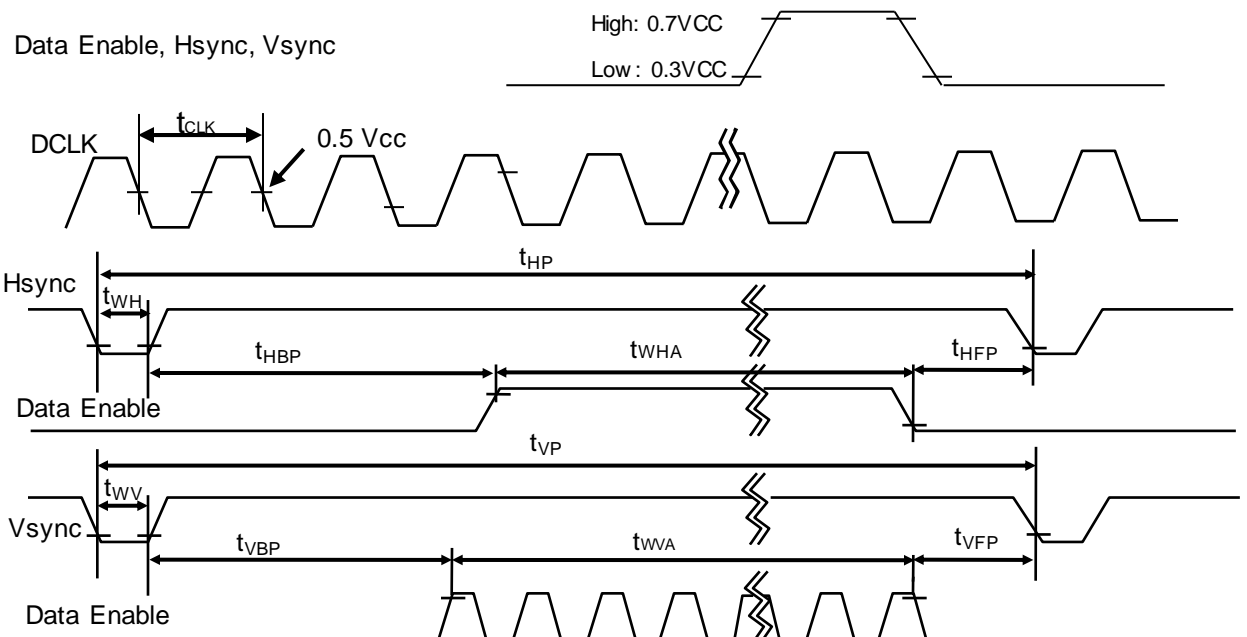 High: 0.7VCC
Data Enable, Hsync, Vsync
Low : 0.3VCC
tCLK
0.5 Vcc
DCLK
tHP
Hsync
tWH
tHBP
tWHA
tHFP
Data Enable
tVP
tWV
Vsync
tVBP
tWVA
tVFP
Data Enable